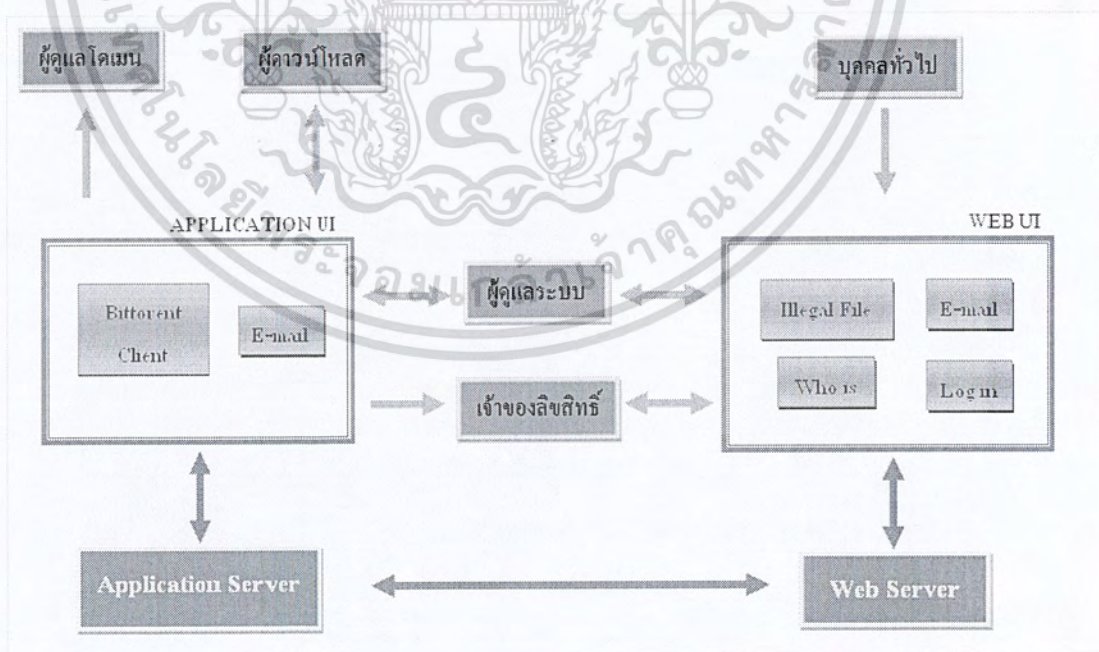 ผู้ดูแลโดเมน
ผู้ดาวน์โหลด
บุคคลทั่วไป
APPLICATION UI
WEB UI
Bittorent
Client
E-mail
ผู้ดูแลระบบ
Illegal File
E-mail
Who is
Log in
เจ้าของลิขสิทธิ์
Application Server
Web Server